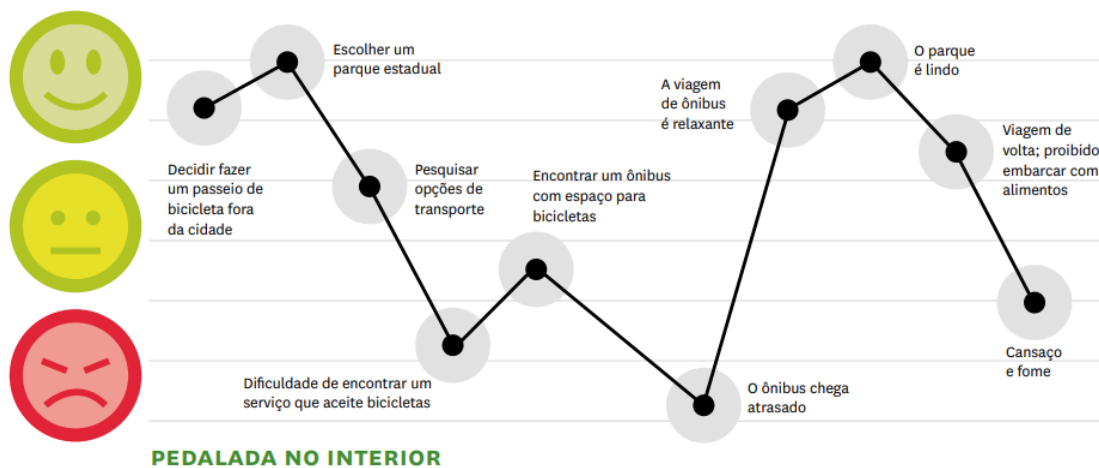 Decidir fazer
um passeio de
bicicleta fora
da cidade
Escolher um
parque estadual
Pesquisar
opções de
transporte
Dificuldade de encontrar um
serviço que aceite bicicletas
Encontrar um ônibus
com espaço para
bicicletas
O ônibus chega
atrasado
A viagem
de ônibus
é relaxante
O parque
é lindo
Viagem de
volta; proibido
embarcar com
alimentos
Cansaço
e fome
PEDALADA NO INTERIOR